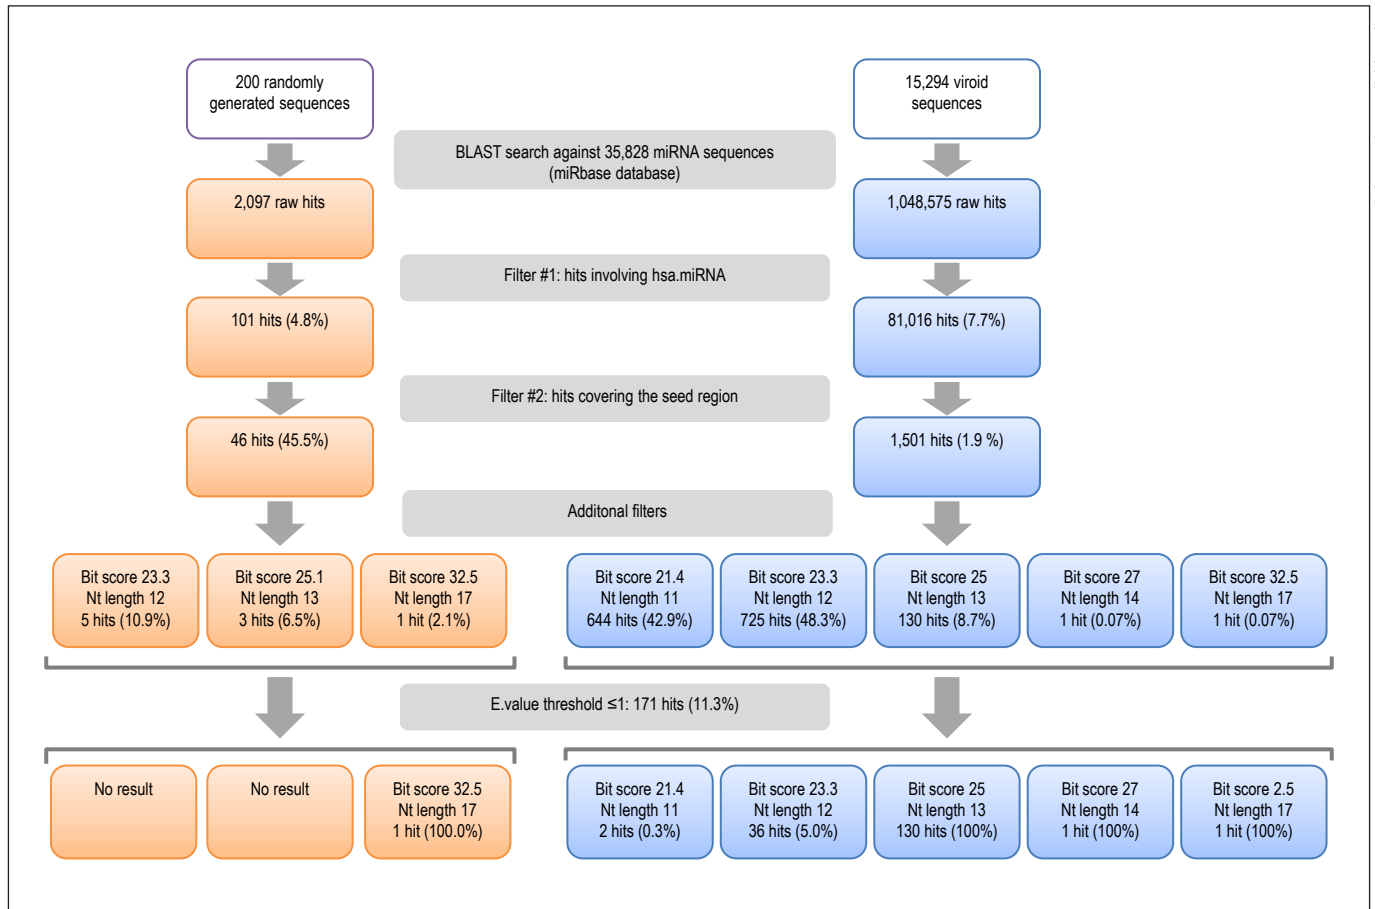 200 randomly
generated sequences
15,294 viroid
sequences
BLAST search against 35,828 miRNA sequences
(miRbase database)
2,097 raw hits
1,048,575 raw hits
Filter #1: hits involving hsa.miRNA
101 hits (4.8%)
81,016 hits (7.7%)
Filter #2: hits covering the seed region
46 hits (45.5%)
1,501 hits (1.9 %)
Additonal filters
Bit score 23.3
Nt length 12
5 hits (10.9%)
Bit score 25.1
Nt length 13
3 hits (6.5%)
Bit score 32.5
Nt length 17
1 hit (2.1%)
Bit score 21.4
Nt length 11
644 hits (42.9%)
Bit score 23.3
Nt length 12
725 hits (48.3%)
Bit score 25
Nt length 13
130 hits (8.7%)
Bit score 27
Nt length 14
1 hit (0.07%)
Bit score 32.5
Nt length 17
1 hit (0.07%)
E.value threshold ≤1: 171 hits (11.3%)
No result
No result
Bit score 32.5
Nt length 17
1 hit (100.0%)
Bit score 21.4
Nt length 11
2 hits (0.3%)
Bit score 23.3
Nt length 12
36 hits (5.0%)
Bit score 25
Nt length 13
130 hits (100%)
Bit score 27
Nt length 14
1 hit (100%)
Bit score 2.5
Nt length 17
1 hit (100%)